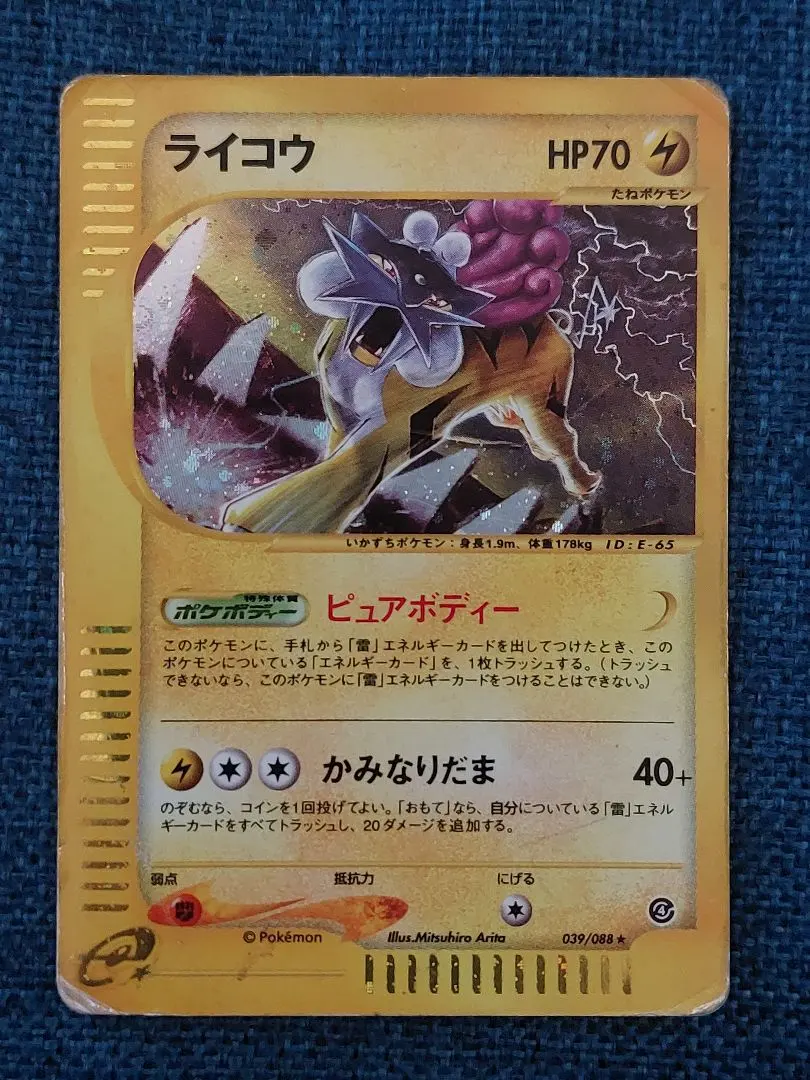 ライコウ HP70
たねポケモン
いかずちポケモン：身長1.9m、体重178kg ID：E-65
特殊体質
ポケボディー ピュアボディー
このポケモンに、手札から「雷」エネルギーカードを出してつけたとき、この
ポケモンについている「エネルギーカード」を、1枚トラッシュする。（トラッシュ
できないなら、このポケモンに「雷」エネルギーカードをつけることはできない。）
かみなりだま 40+
のぞむなら、コインを1回投げてよい。「おもて」なら、自分についている「雷」エネル
ギーカードをすべてトラッシュし、20ダメージを追加する。
弱点 抵抗力 にげる
4
© Pokémon Illus.Mitsuhiro Arita 039/088 ★
e